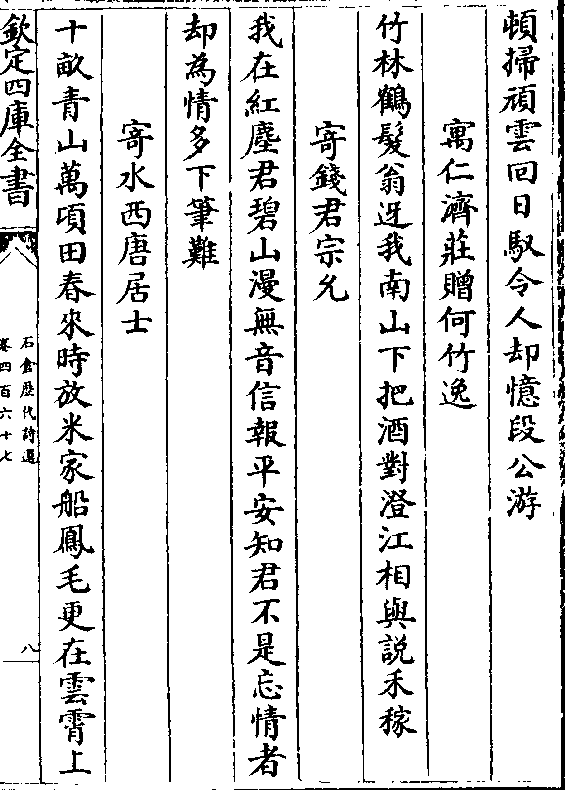 頓掃頑雲回日馭令人却憶段公游
寓仁濟莊贈何竹逸
竹林鶴髮翁迓我南山下把酒對澄江相與説禾稼
寄錢君宗允
我在紅塵君碧山漫無音信報平安知君不是忘情者
却為情多下筆難
寄水西唐居士
十畝青山萬頃田春來時放米家船鳳毛更在雲霄上
欽定四庫全書
石倉歷代詩選
卷四百六十七
八